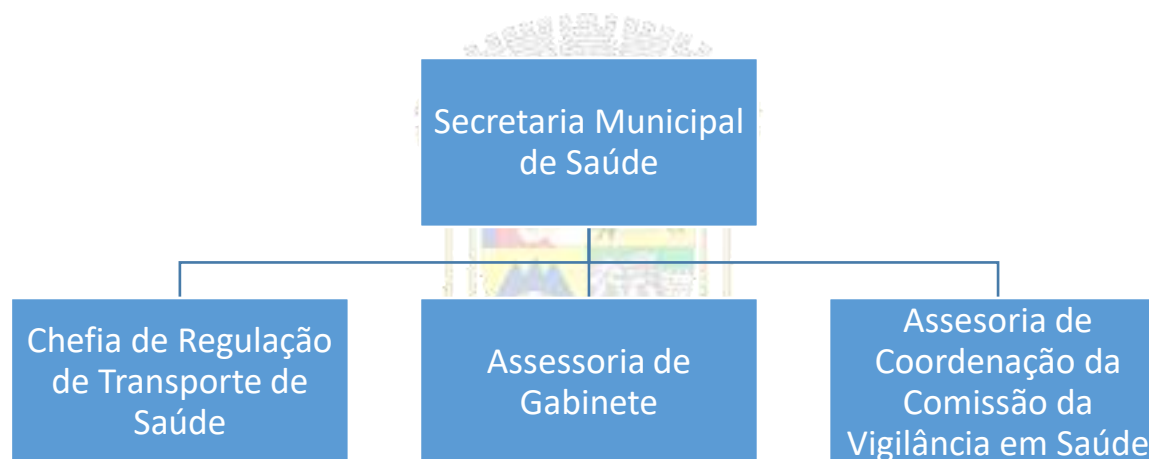 Secretaria Municipal
de Saúde
Chefia de Regulação
de Transporte de
Saúde
Assessoria de
Gabinete
Assesoria de
Coordenação da
Comissão da
Vigilância em Saúde